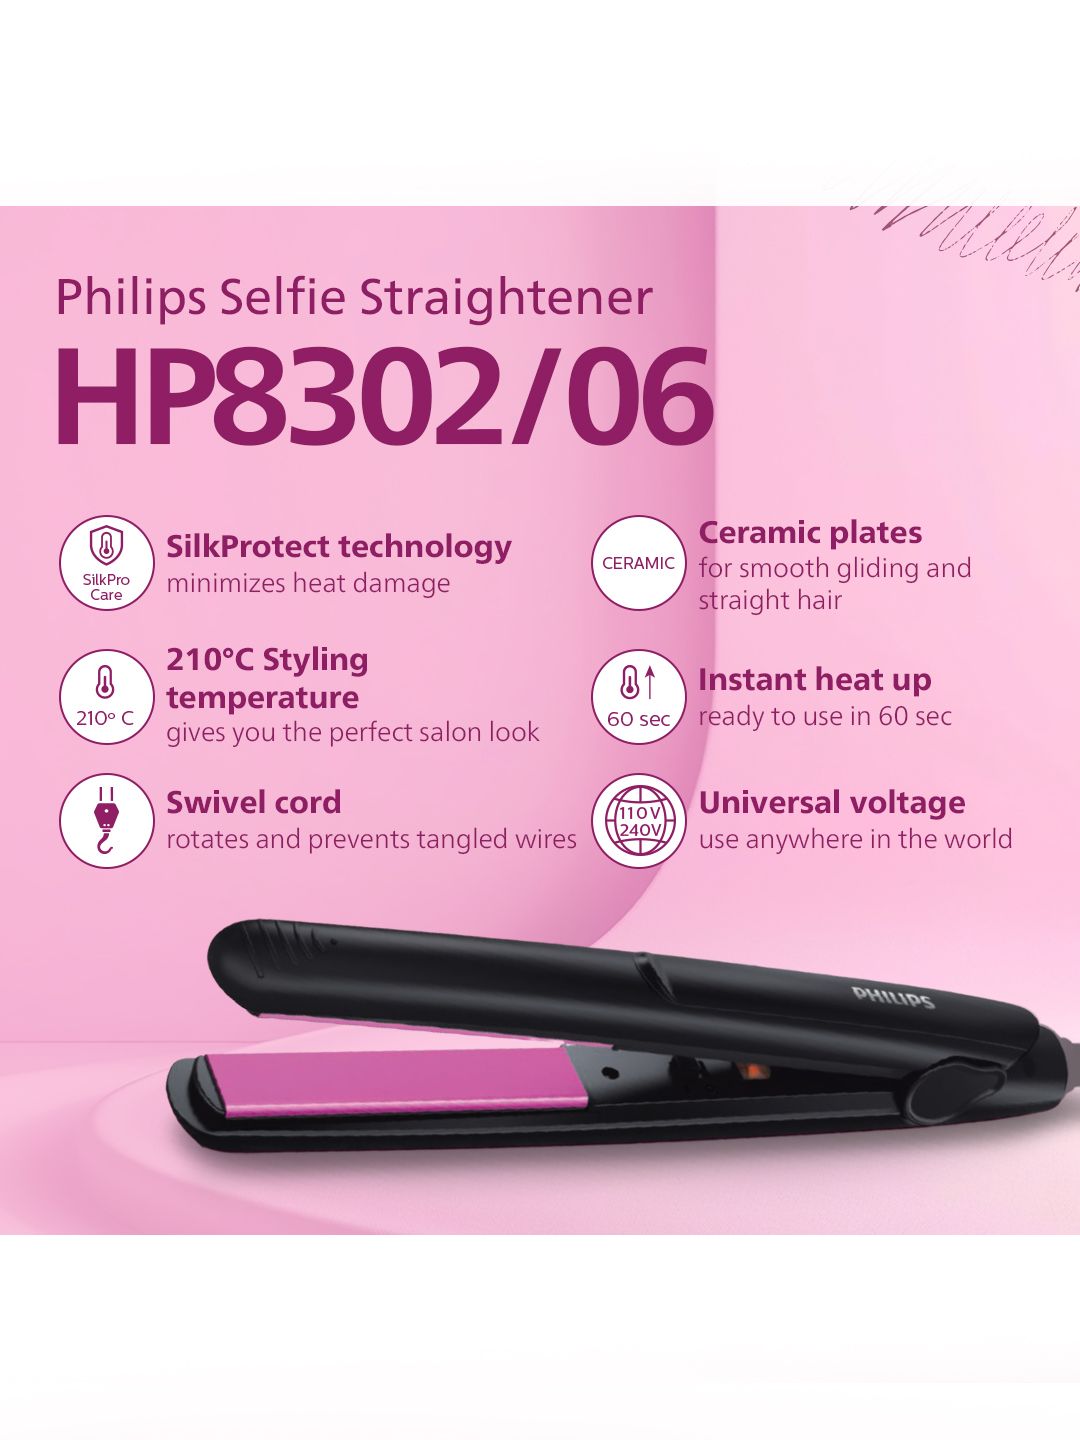 Philips Selfie Straightener
HP8302/06
SilkPro
Care
SilkProtect technology
minimizes heat damage
CERAMIC
Ceramic plates
for smooth gliding and
straight hair
210º C
210°C Styling
temperature
gives you the perfect salon look
60 sec
Instant heat up
ready to use in 60 sec
Swivel cord
rotates and prevents tangled wires
110V
240V
Universal voltage
use anywhere in the world
PHILIPS